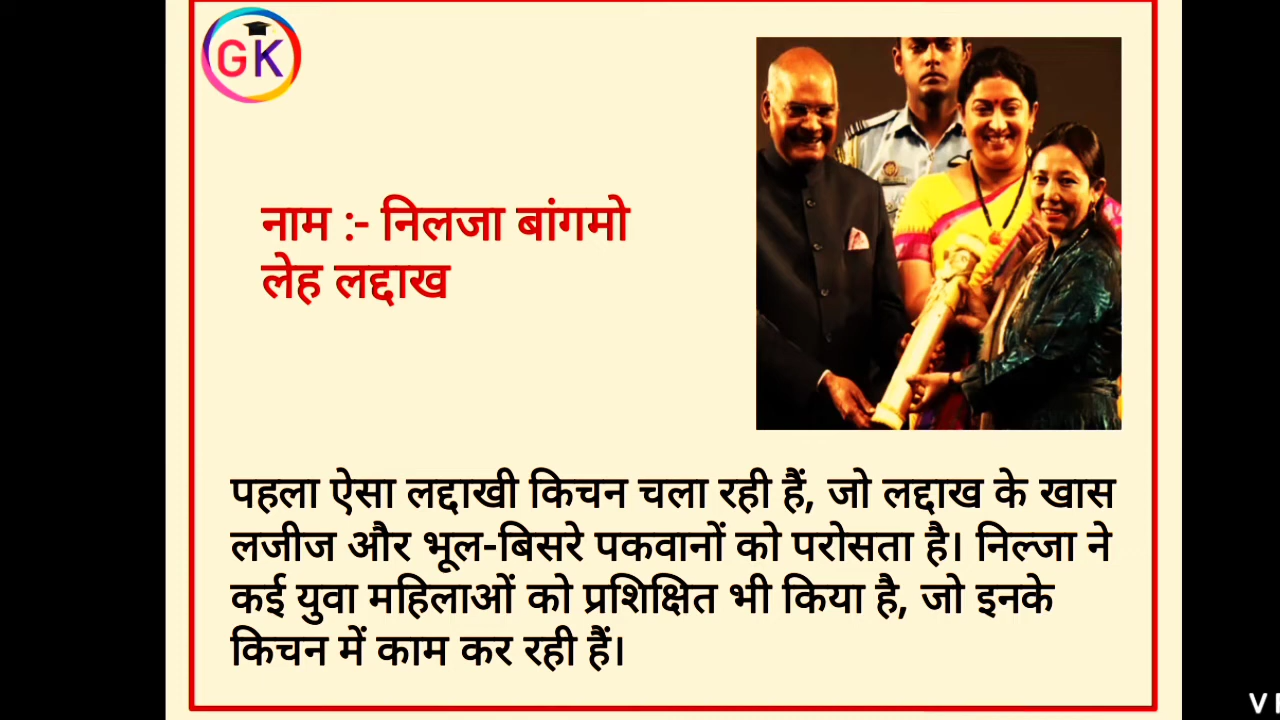 GK
नाम :- निलजा बांगमो
लेह लद्दाख
पहला ऐसा लद्दाखी किचन चला रही हैं, जो लद्दाख के खास
लजीज और भूल-बिसरे पकवानों को परोसता है। निल्जा ने
कई युवा महिलाओं को प्रशिक्षित भी किया है, जो इनके
किचन में काम कर रही हैं।